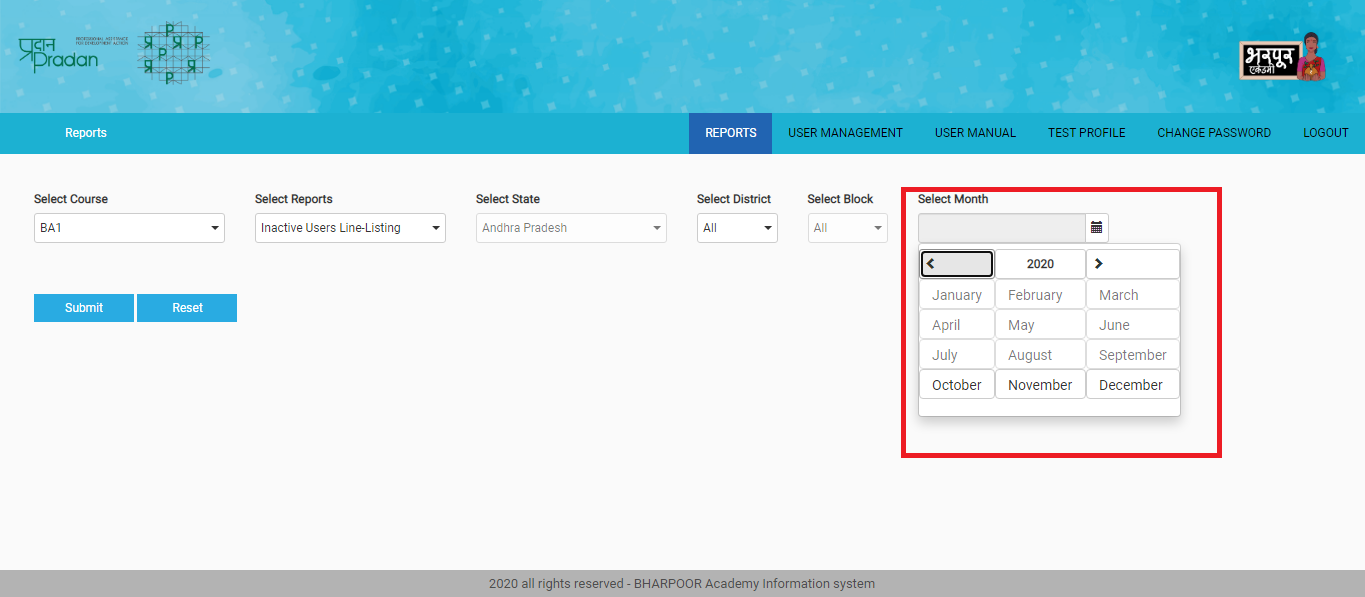 प्रदान
Pradan
PROFESSIONAL ASSISTANCE
FOR DEVELOPMENT ACTION
P
P
P
P
P
भरपूर
एकेडमी
Reports
REPORTS USER MANAGEMENT USER MANUAL TEST PROFILE CHANGE PASSWORD LOGOUT
Select Course Select Reports Select State Select District Select Block Select Month
BA1 Inactive Users Line-Listing Andhra Pradesh All All
2020
January February March
April May June
July August September
October November December
Submit Reset
2020 all rights reserved - BHARPOOR Academy Information system